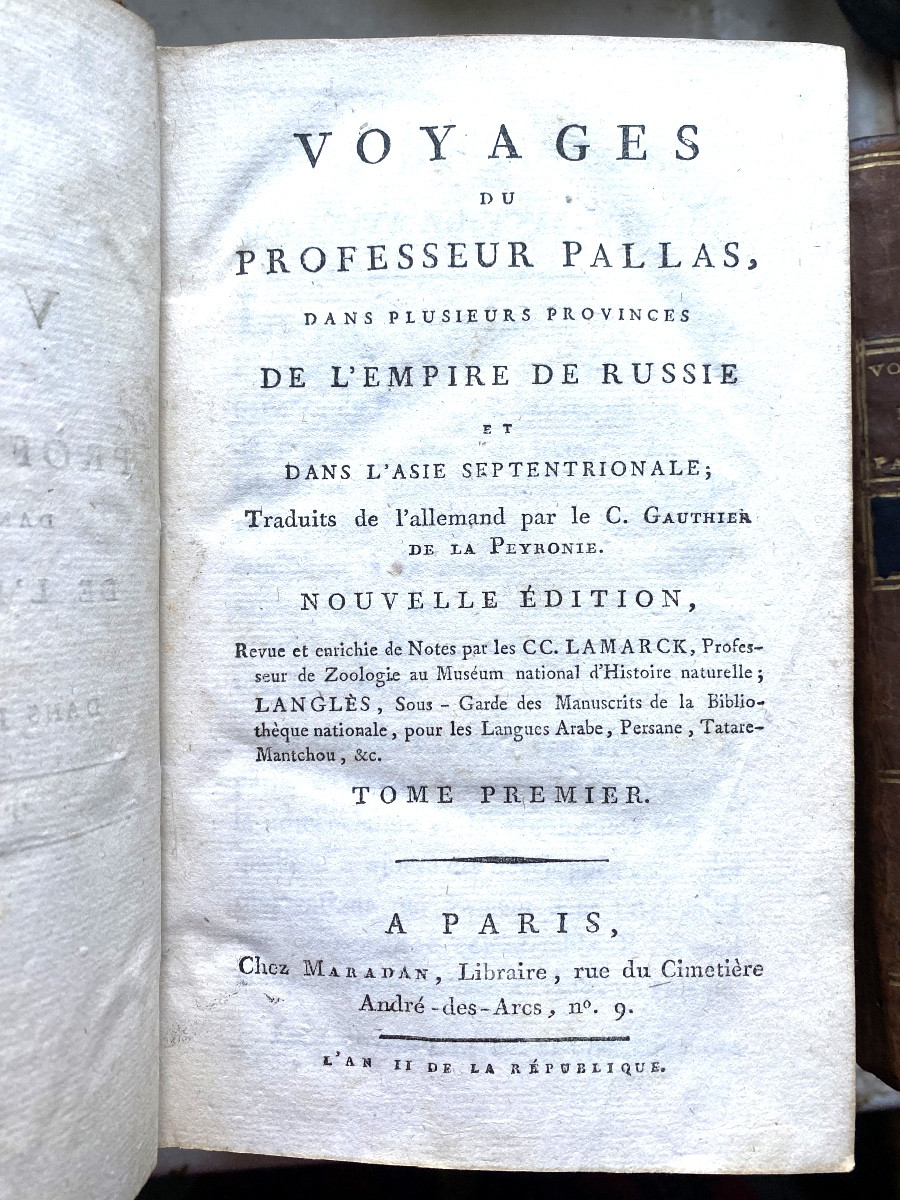 VOYAGES
DU
PROFESSEUR PALLAS,
DANS PLUSIEURS PROVINCES
DE L'EMPIRE DE RUSSIE
ET
DANS L'ASIE SEPTENTRIONALE;
Traduits de l'allemand par le C. GAUTHIER
DE LA PEYRONIE.
NOUVELLE ÉDITION,
Revue et enrichie de Notes par les CC. LAMARCK, Profes-
seur de Zoologie au Muséum national d'Histoire naturelle;
LANGLÈS, Sous-Garde des Manuscrits de la Biblio-
thèque nationale, pour les Langues Arabe, Persane, Tatare-
Mantchou, &c.
TOME PREMIER.
A PARIS,
Chez MARADAN, Libraire, rue du Cimetière
André-des-Arcs, nº. 9.
L'AN II DE LA RÉPUBLIQUE.